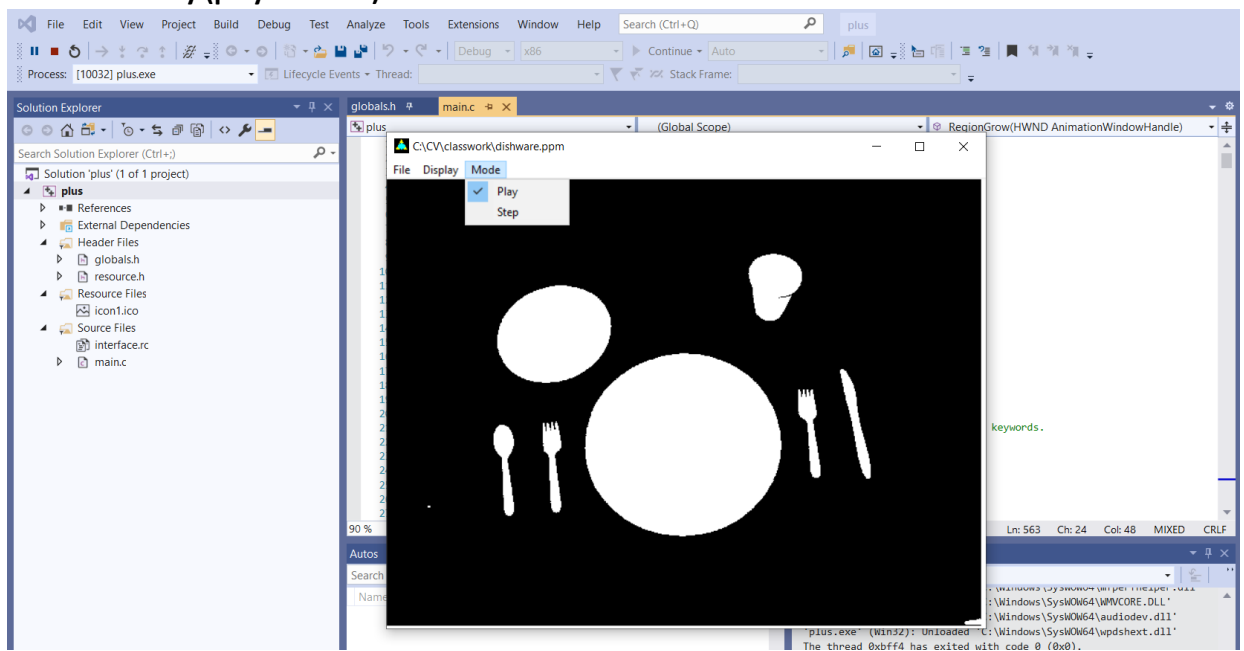 File Edit View Project Build Debug Test Analyze Tools Extensions Window Help Search (Ctrl+Q) plus
Debug x86 Continue Auto
Process: [10032] plus.exe Lifecycle Events Thread: Stack Frame:
Solution Explorer
Search Solution Explorer (Ctrl+;)
Solution 'plus' (1 of 1 project)
plus
References
External Dependencies
Header Files
globals.h
resource.h
Resource Files
icon1.ico
Source Files
interface.rc
main.c
globals.h main.c
plus (Global Scope) RegionGrow(HWND AnimationWindowHandle)
C:\CV\classwork\dishware.ppm
File Display Mode
Play
Step
keywords.
90 % Ln: 563 Ch: 24 Col: 48 MIXED CRLF
Autos
Search
Name
:\Windows\SysWOW64\WMVCORE.DLL'
:\Windows\SysWOW64\audiodev.dll'
'plus.exe' (Win32): Unloaded 'C:\Windows\SysWOW64\wpdshext.dll'
The thread 0xbff4 has exited with code 0 (0x0).